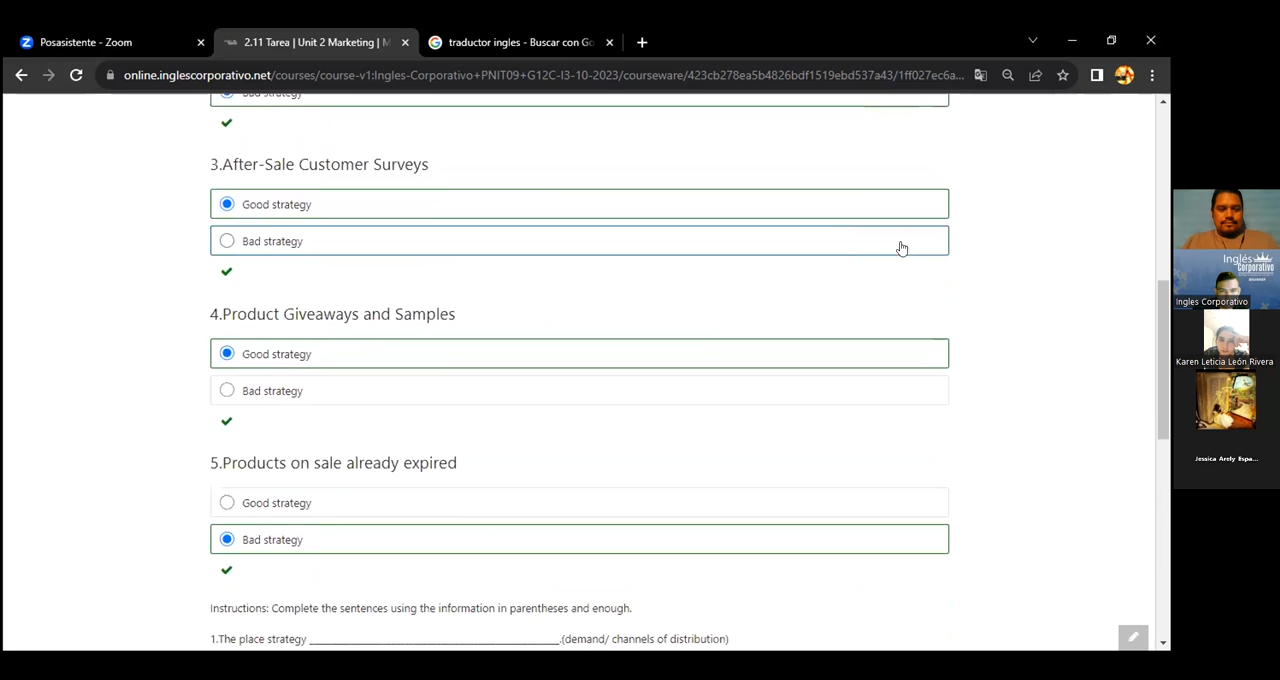 Posasistente - Zoom
2.11 Tarea | Unit 2 Marketing | M
traductor ingles - Buscar con Go
online.inglescorporativo.net/courses/course-v1:Ingles-Corporativo+PNIT09+G12C-I3-10-2023/courseware/423cb278ea5b4826bdf1519ebd537a43/1ff027ec6a...
Bad strategy
3.After-Sale Customer Surveys
Good strategy
Bad strategy
4.Product Giveaways and Samples
Good strategy
Bad strategy
5.Products on sale already expired
Good strategy
Bad strategy
Instructions: Complete the sentences using the information in parentheses and enough.
1.The place strategy ______________________________________.(demand/ channels of distribution)
Inglés
Corporativo
Ingles Corporativo
Karen Leticia León Rivera
Jessica Arely Espa...